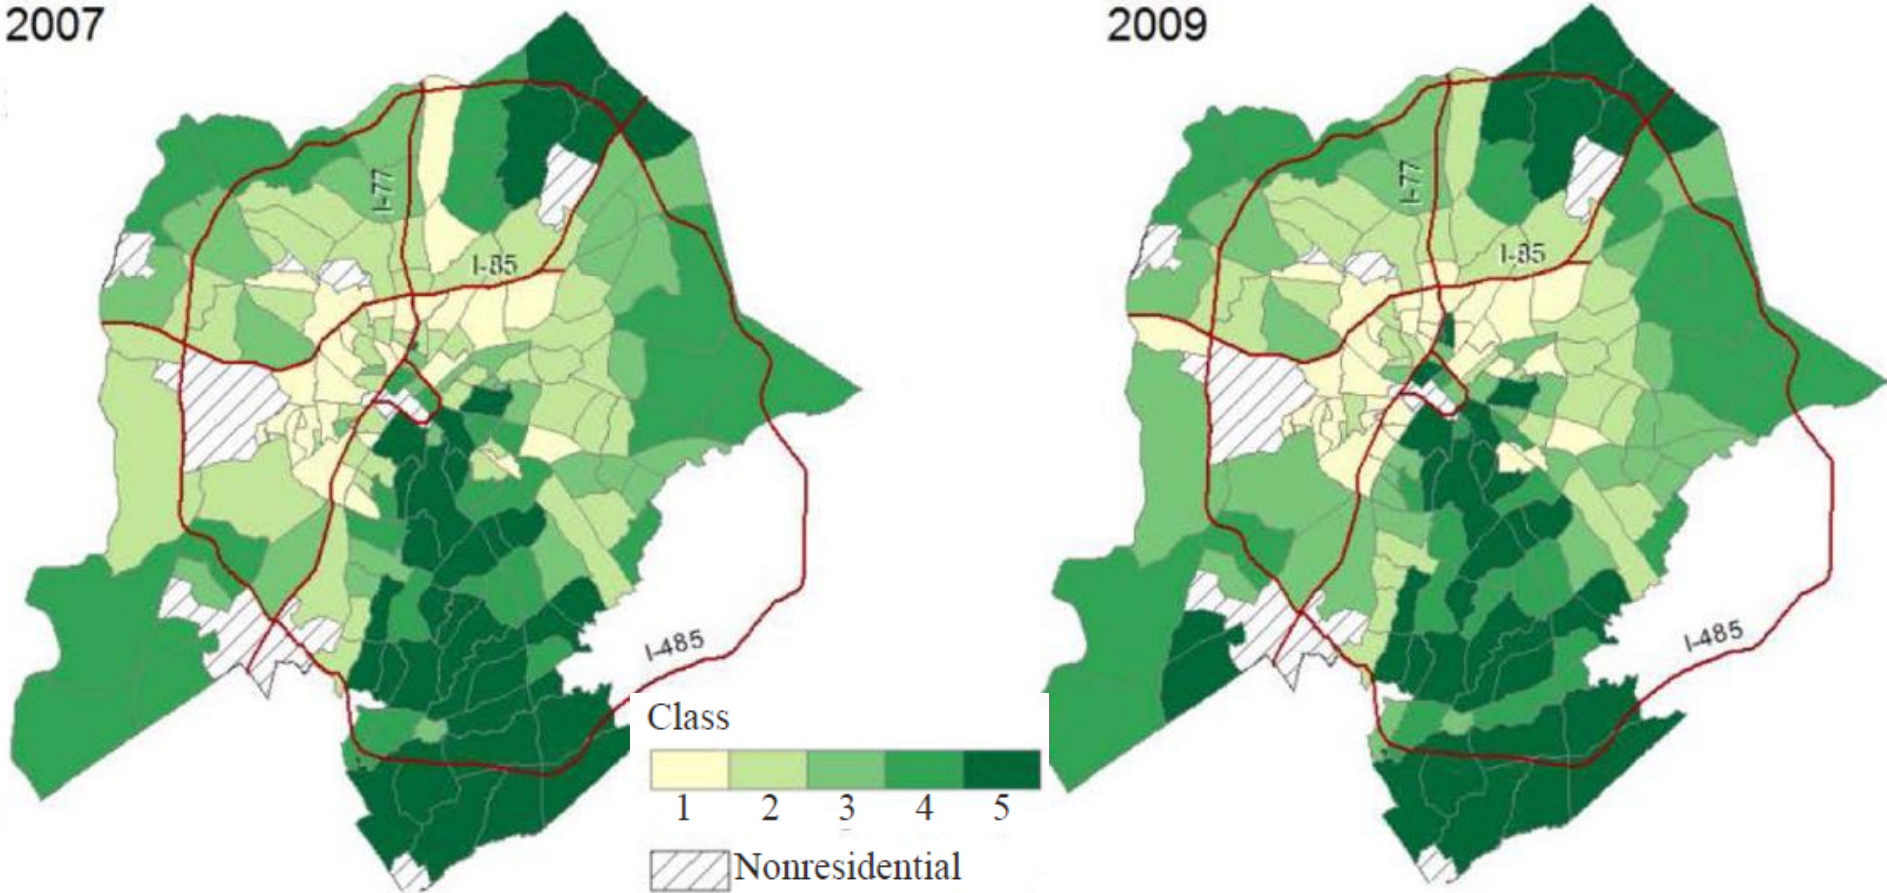 2007
2009
I-77
I-77
I-85
I-85
I-485
I-485
Class
1 2 3 4 5
Nonresidential